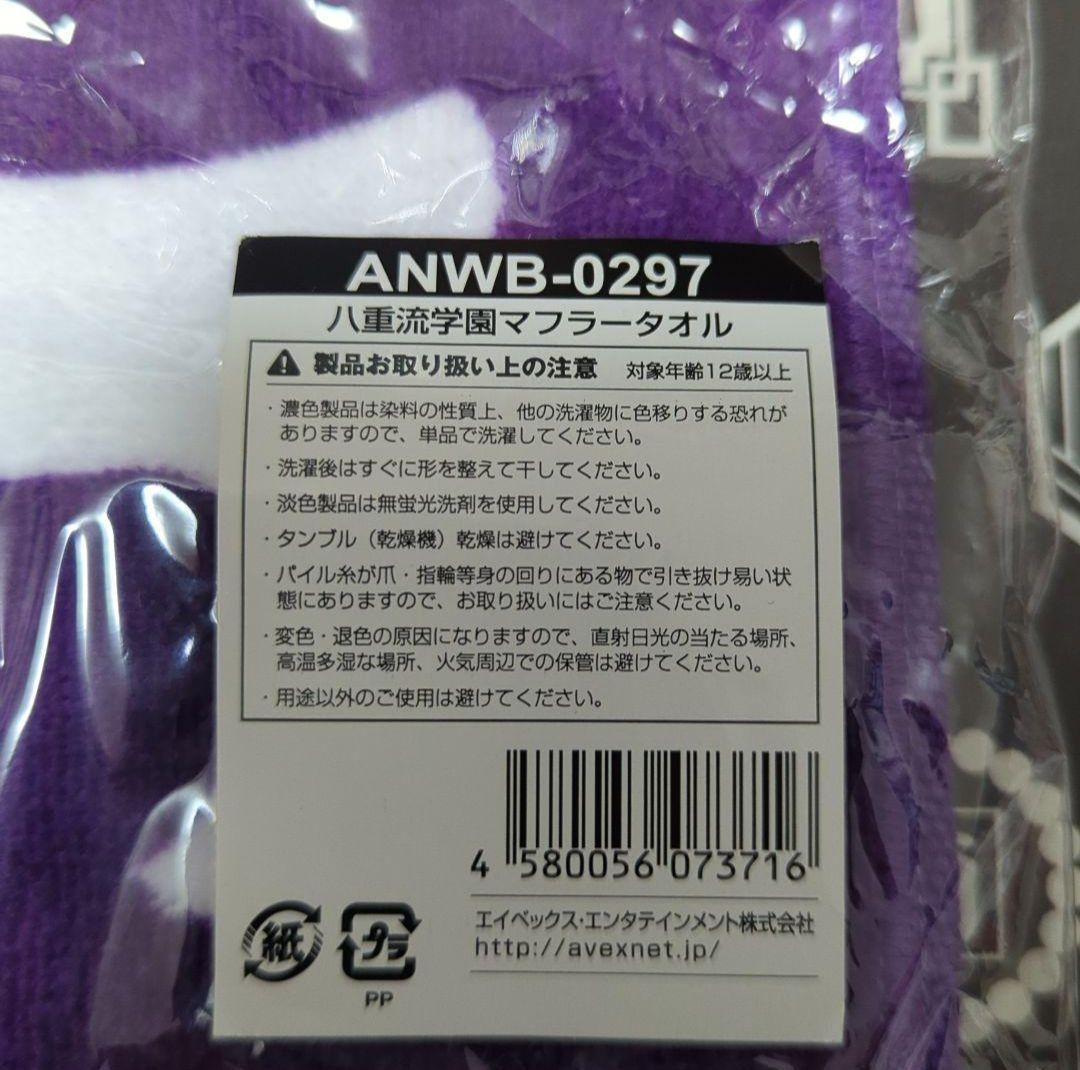 ANWB-0297
八重流学園マフラータオル
製品お取り扱い上の注意 対象年齢12歳以上
・濃色製品は染料の性質上、他の洗濯物に色移りする恐れが
ありますので、単品で洗濯してください。
・洗濯後はすぐに形を整えて干してください。
・淡色製品は無蛍光洗剤を使用してください。
・タンブル（乾燥機）乾燥は避けてください。
・パイル糸が爪・指輪等身の回りにある物で引き抜け易い状
態にありますので、お取り扱いにはご注意ください。
・変色・退色の原因になりますので、直射日光の当たる場所、
高温多湿な場所、火気周辺での保管は避けてください。
・用途以外のご使用は避けてください。
4 580056 073716
エイベックス・エンタテインメント株式会社
http://avexnet.jp/
紙 プラ
PP